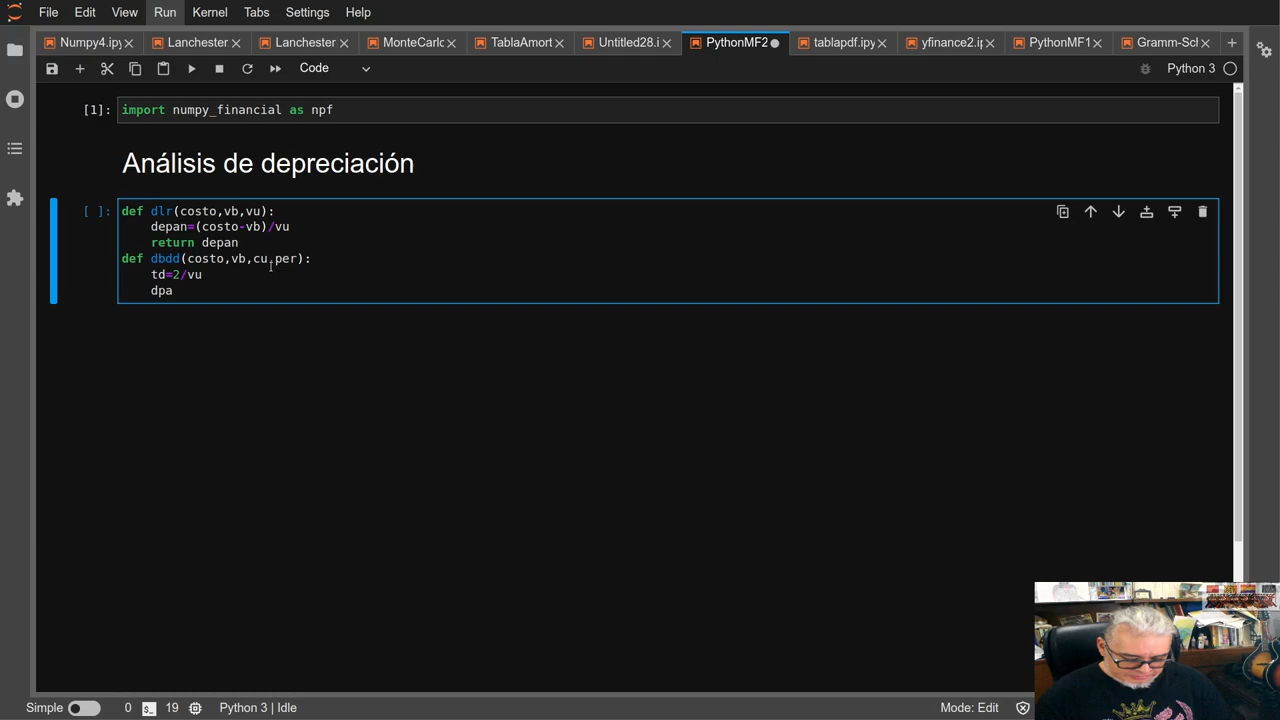 File Edit View Run Kernel Tabs Settings Help
Numpy4.ipy Lanchester Lanchester MonteCarlo TablaAmort Untitled28.i PythonMF2 tablapdf.ipy yfinance2.ip PythonMF1 Gramm-Scl
Code Python 3
[1]: import numpy_financial as npf
Análisis de depreciación
[ ]: def dlr(costo,vb,vu):
depan=(costo-vb)/vu
return depan
def dbdd(costo,vb,cu,per):
td=2/vu
dpa
Simple 0 19 Python 3 | Idle Mode: Edit